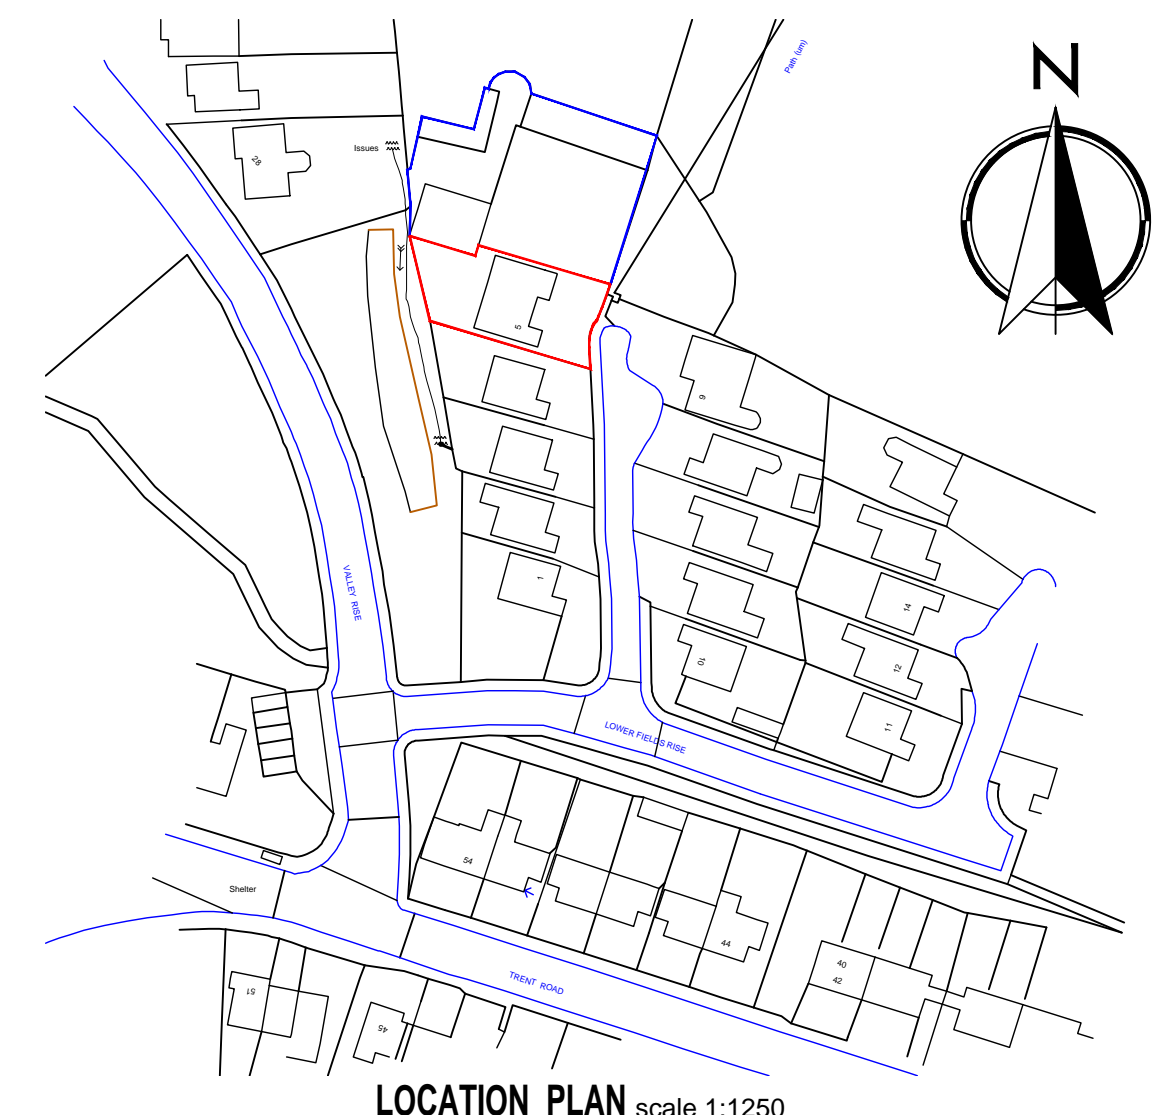 N
Path (um)
28
Issues
5
9
1
14
VALLEY RISE
10
12
11
LOWER FIELDS RISE
54
Shelter
44
40
42
TRENT ROAD
51
45
LOCATION PLAN scale 1:1250